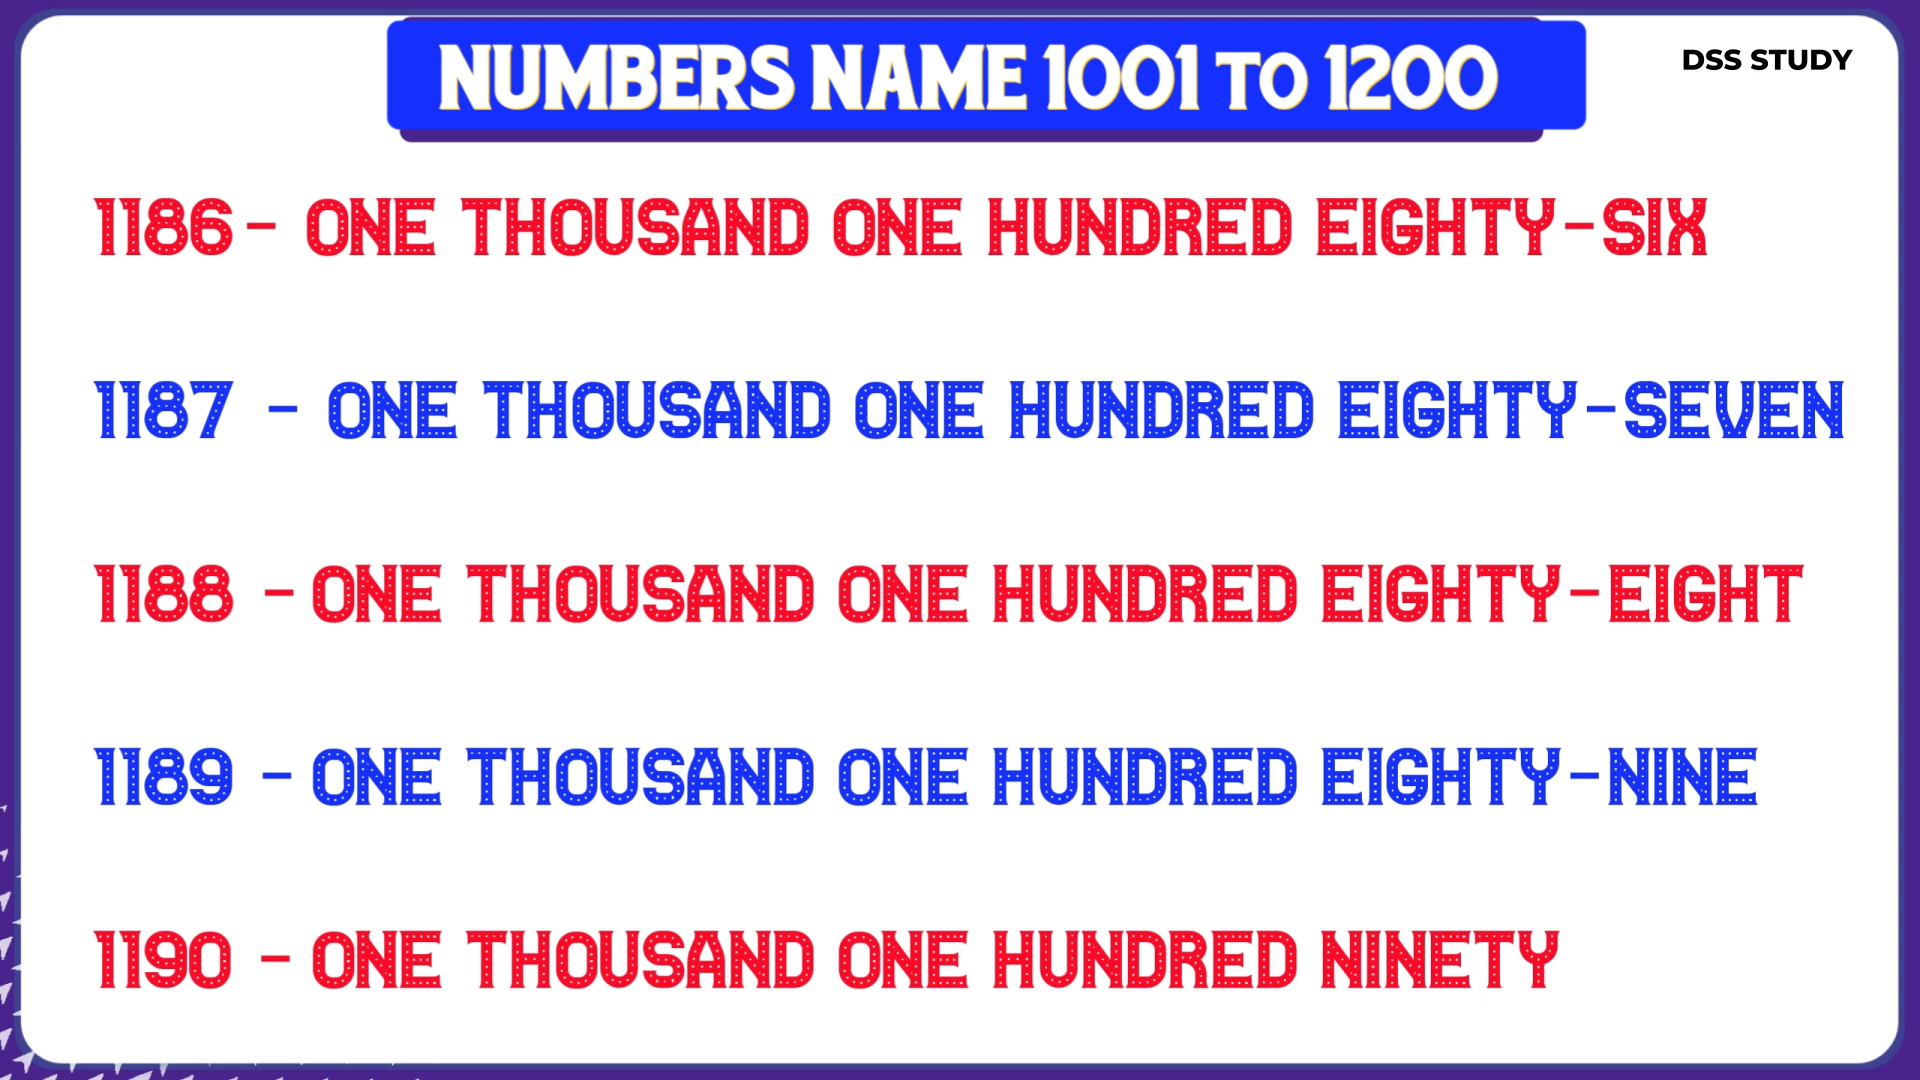 NUMBERS NAME 1001 TO 1200
DSS STUDY
1186- ONE THOUSAND ONE HUNDRED EIGHTY-SIX
1187 - ONE THOUSAND ONE HUNDRED EIGHTY-SEVEN
1188 - ONE THOUSAND ONE HUNDRED EIGHTY-EIGHT
1189 - ONE THOUSAND ONE HUNDRED EIGHTY-NINE
1190 - ONE THOUSAND ONE HUNDRED NINETY